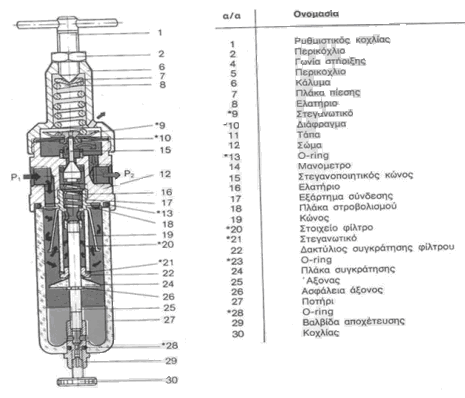 α/α Ονομασία
1 Ρυθμιστικός κοχλίας
2 Περικόχλιο
4 Γωνία στήριξης
5 Περικοχλιο
6 Κάλυμα
7 Πλάκα πίεσης
8 Ελατήριο
*9 Στεγανωτικό
*10 Διάφραγμα
11 Τάπα
12 Σώμα
*13 O-ring
14 Μανόμετρο
15 Στεγανοποιητικός κώνος
16 Ελατήριο
17 Εξάρτημα σύνδεσης
18 Πλάκα στροβολισμού
19 Κώνος
*20 Στοιχείο φίλτρο
*21 Στεγανωτικό
22 Δακτύλιος συγκράτησης φίλτρου
*23 O-ring
24 Πλάκα συγκράτησης
25 Άξονας
26 Ασφάλεια άξονος
27 Ποτήρι
*28 O-ring
29 Βαλβίδα αποχέτευσης
30 Κοχλίας
1
2
6
7
8
*9
*10
15
P₁ P₂
12
16
17
*13
18
19
*20
*21
22
24
26
25
27
*28
29
30